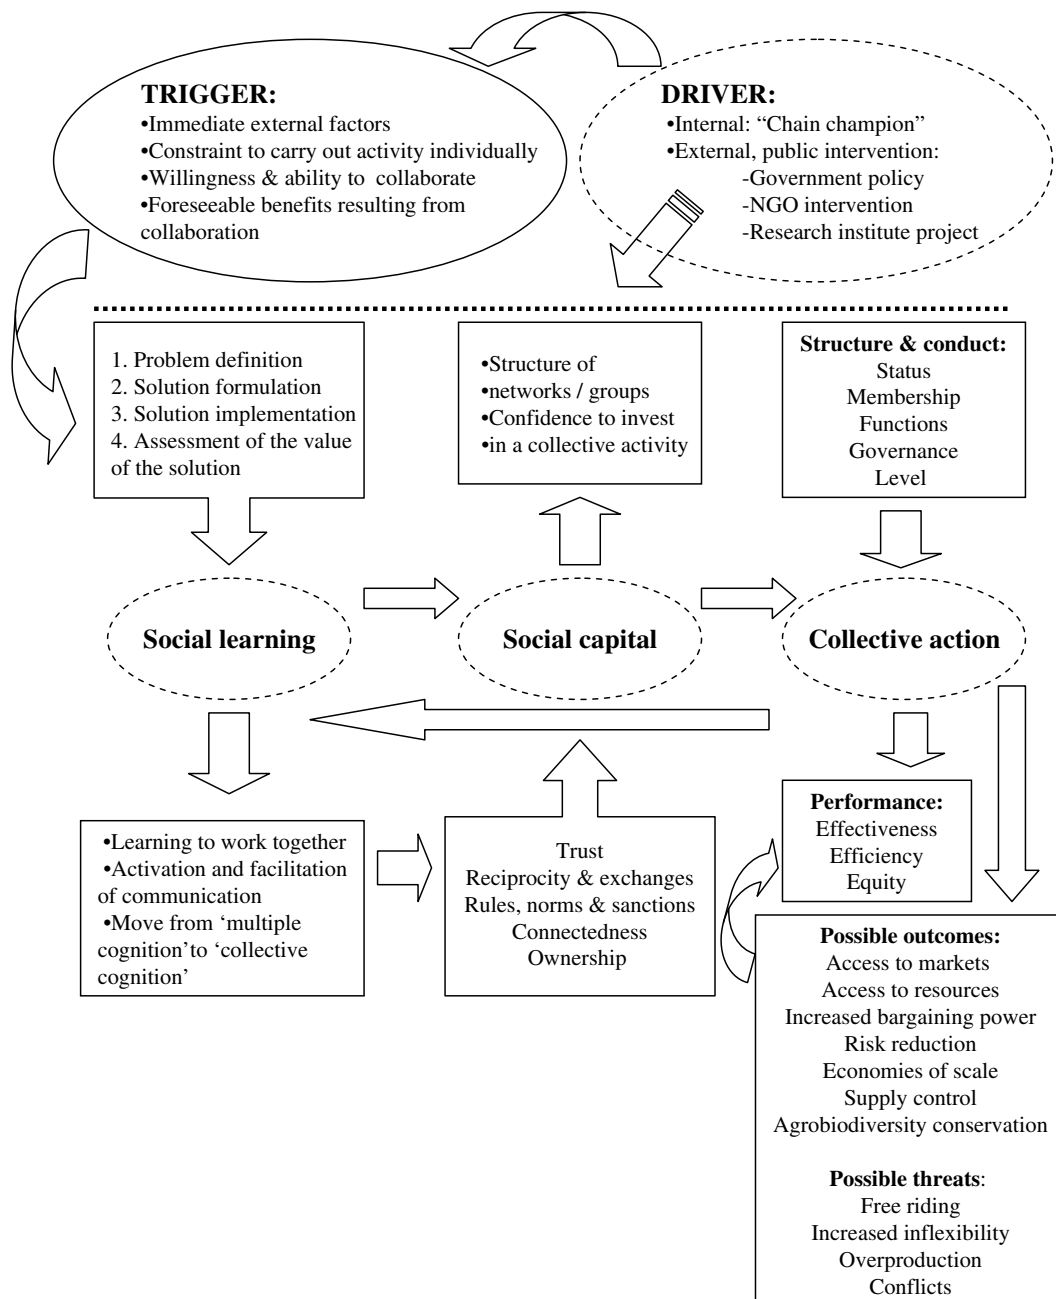 TRIGGER:
•Immediate external factors
•Constraint to carry out activity individually
•Willingness & ability to collaborate
•Foreseeable benefits resulting from
collaboration
DRIVER:
•Internal: “Chain champion”
•External, public intervention:
-Government policy
-NGO intervention
-Research institute project
1. Problem definition
2. Solution formulation
3. Solution implementation
4. Assessment of the value
of the solution
•Structure of
•networks / groups
•Confidence to invest
•in a collective activity
Structure & conduct:
Status
Membership
Functions
Governance
Level
Social learning
Social capital
Collective action
•Learning to work together
•Activation and facilitation
of communication
•Move from ‘multiple
cognition’to ‘collective
cognition’
Trust
Reciprocity & exchanges
Rules, norms & sanctions
Connectedness
Ownership
Performance:
Effectiveness
Efficiency
Equity
Possible outcomes:
Access to markets
Access to resources
Increased bargaining power
Risk reduction
Economies of scale
Supply control
Agrobiodiversity conservation
Possible threats:
Free riding
Increased inflexibility
Overproduction
Conflicts